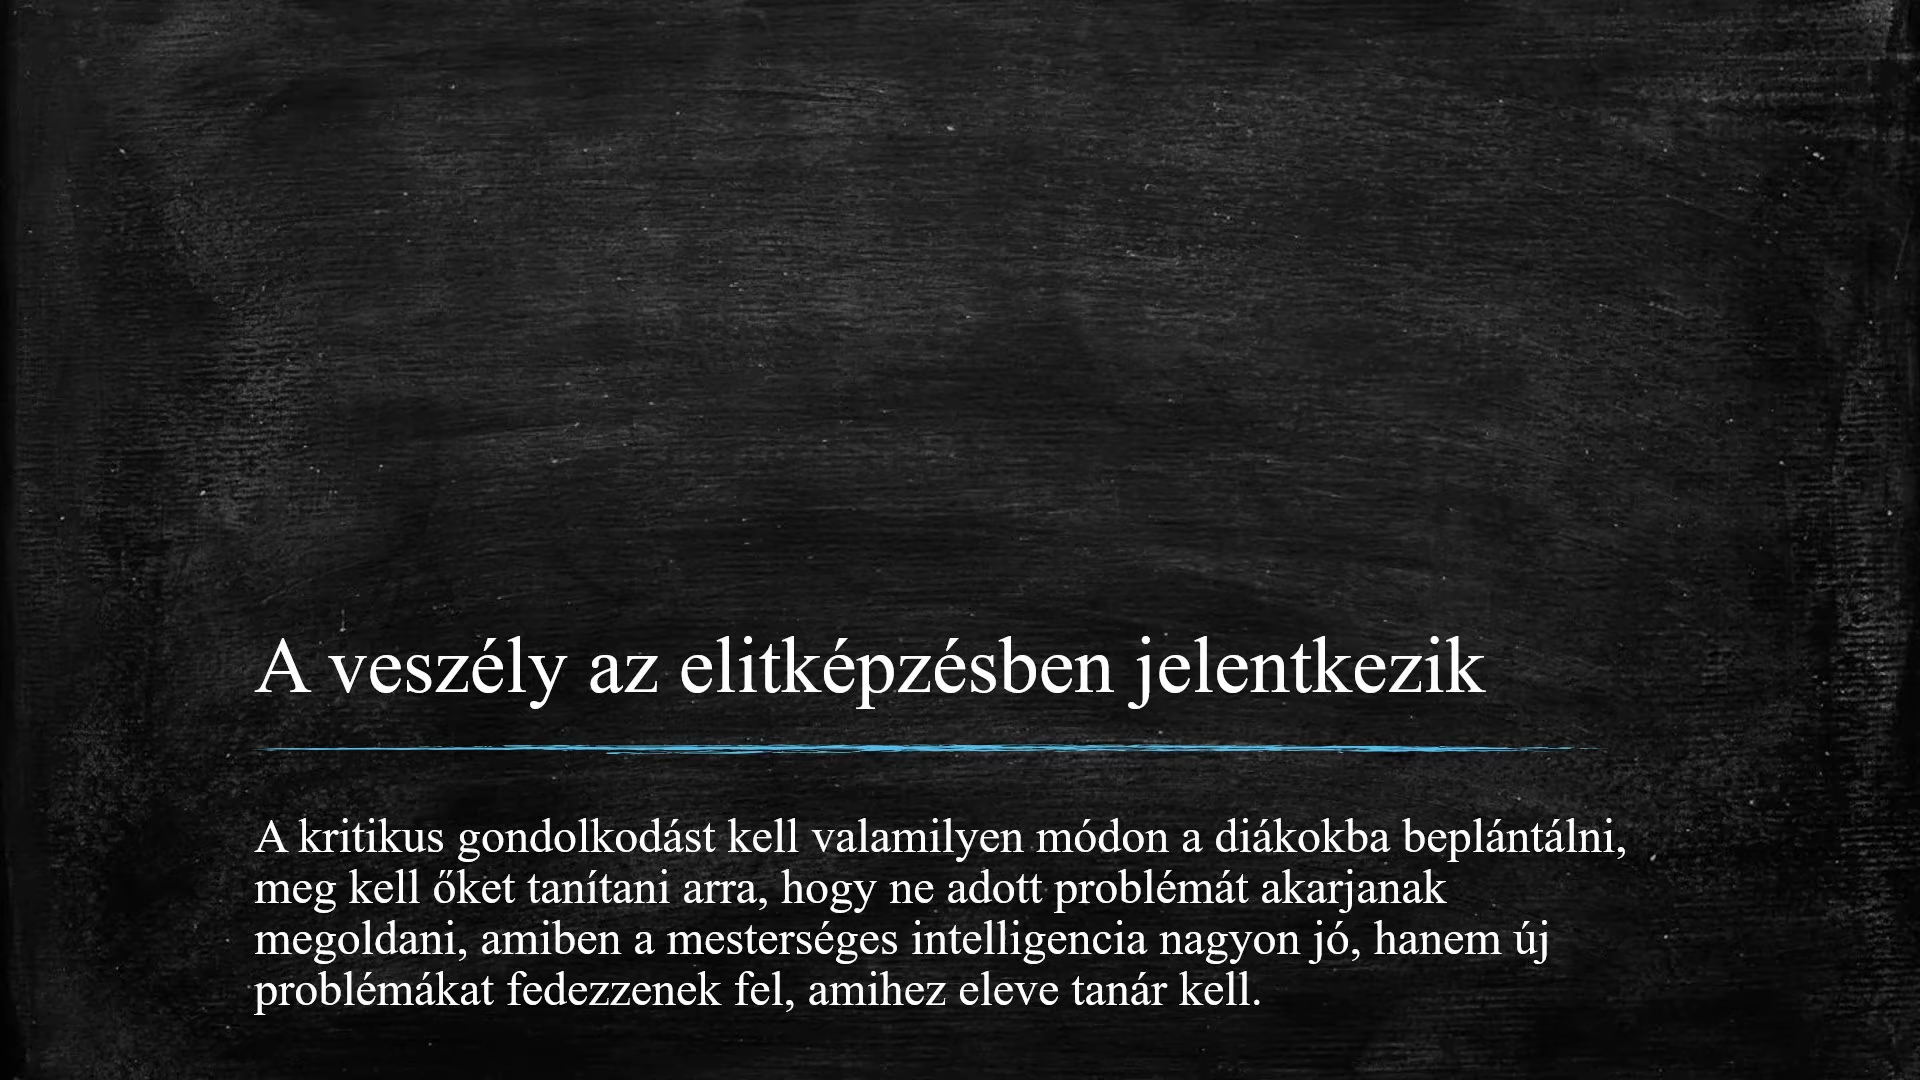 A veszély az elitképzésben jelentkezik
A kritikus gondolkodást kell valamilyen módon a diákokba beplántálni,
meg kell őket tanítani arra, hogy ne adott problémát akarjanak
megoldani, amiben a mesterséges intelligencia nagyon jó, hanem új
problémákat fedezzenek fel, amihez eleve tanár kell.